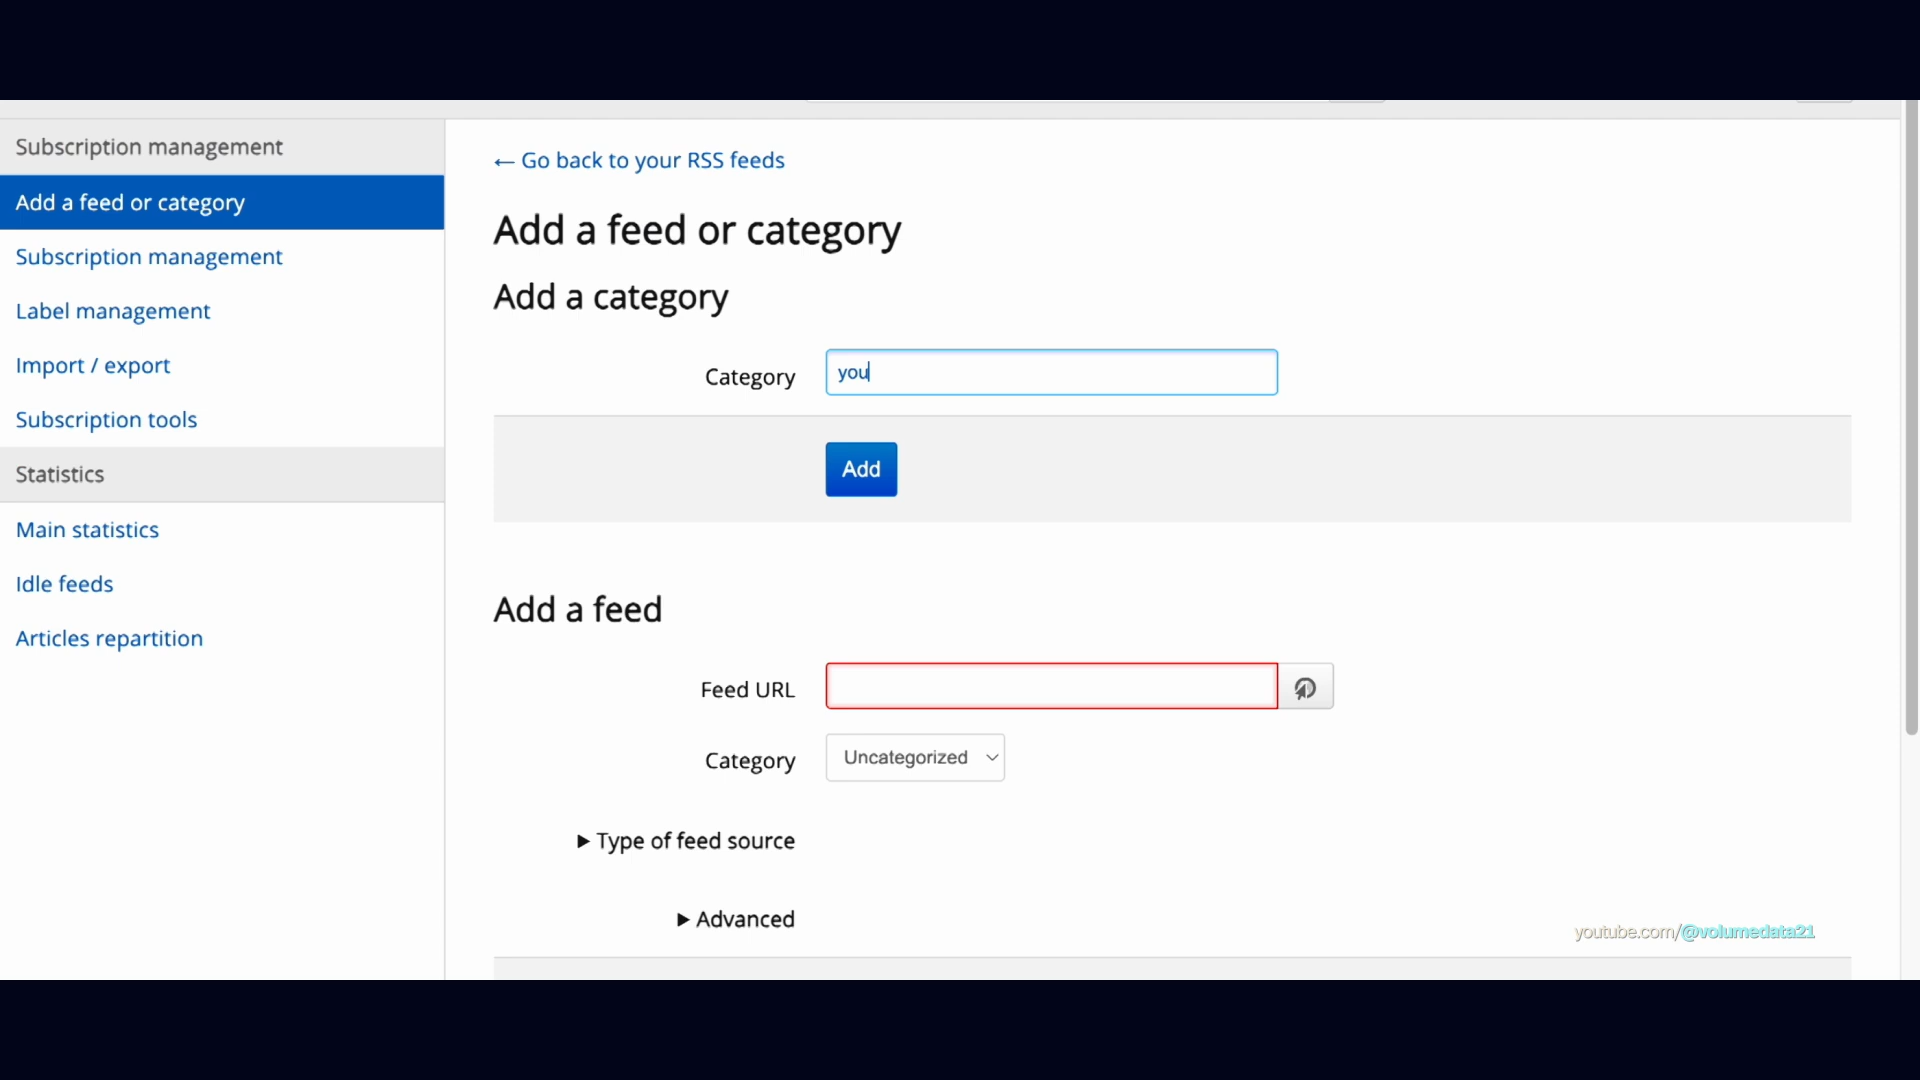 Subscription management
Add a feed or category
Subscription management
Label management
Import / export
Subscription tools
Statistics
Main statistics
Idle feeds
Articles repartition
← Go back to your RSS feeds
Add a feed or category
Add a category
Category you
Add
Add a feed
Feed URL
Category Uncategorized
▶ Type of feed source
▶ Advanced
youtube.com/@volumedata21